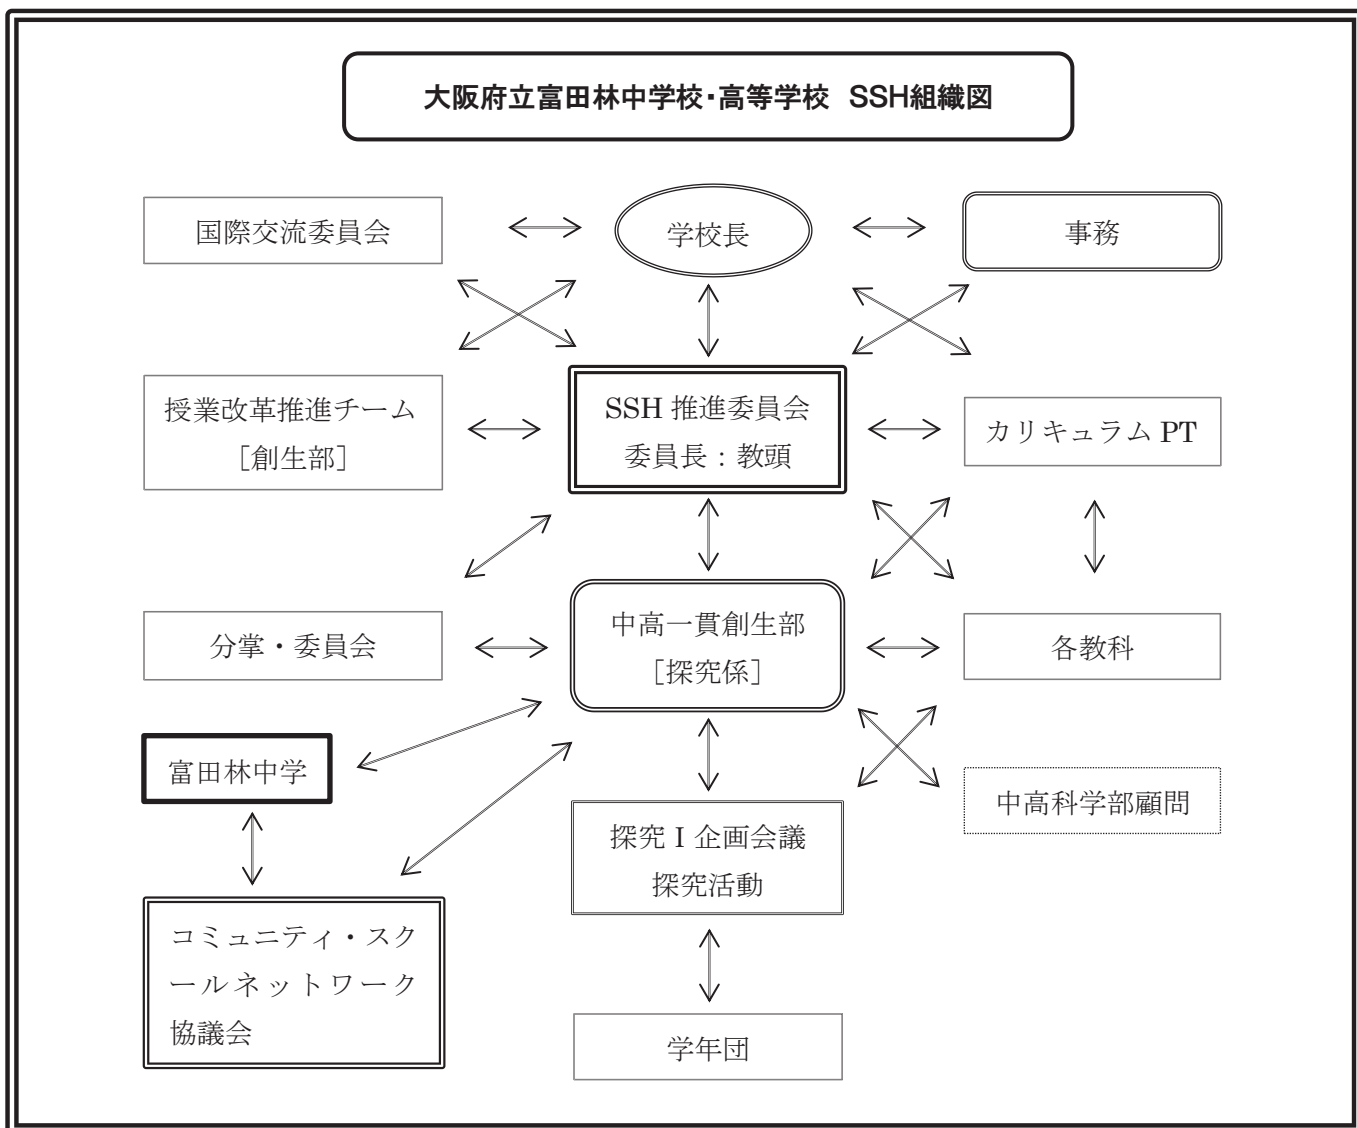 大阪府立富田林中学校・高等学校 SSH組織図
国際交流委員会
学校長
事務
授業改革推進チーム
[創生部]
SSH 推進委員会
委員長：教頭
カリキュラム PT
分掌・委員会
中高一貫創生部
[探究係]
各教科
富田林中学
中高科学部顧問
探究 I 企画会議
探究活動
コミュニティ・スク
ールネットワーク
協議会
学年団